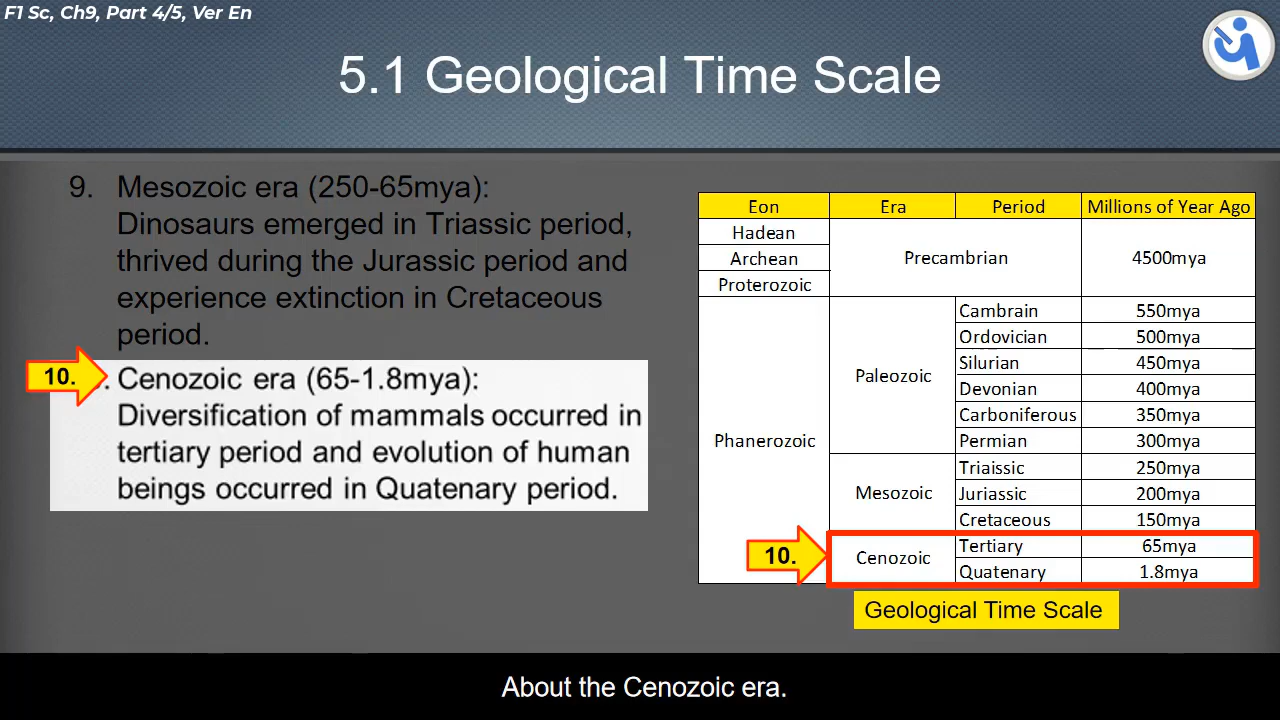 F1 Sc, Ch9, Part 4/5, Ver En
5.1 Geological Time Scale
9. Mesozoic era (250-65mya):
Dinosaurs emerged in Triassic period,
thrived during the Jurassic period and
experience extinction in Cretaceous
period.
10. Cenozoic era (65-1.8mya):
Diversification of mammals occurred in
tertiary period and evolution of human
beings occurred in Quatenary period.
Eon Era Period Millions of Year Ago
Hadean
Archean Precambrian 4500mya
Proterozoic
Cambrain 550mya
Ordovician 500mya
Silurian 450mya
Paleozoic
Devonian 400mya
Carboniferous 350mya
Phanerozoic Permian 300mya
Triaissic 250mya
Mesozoic Juriassic 200mya
Cretaceous 150mya
10. Cenozoic Tertiary 65mya
Quatenary 1.8mya
Geological Time Scale
About the Cenozoic era.